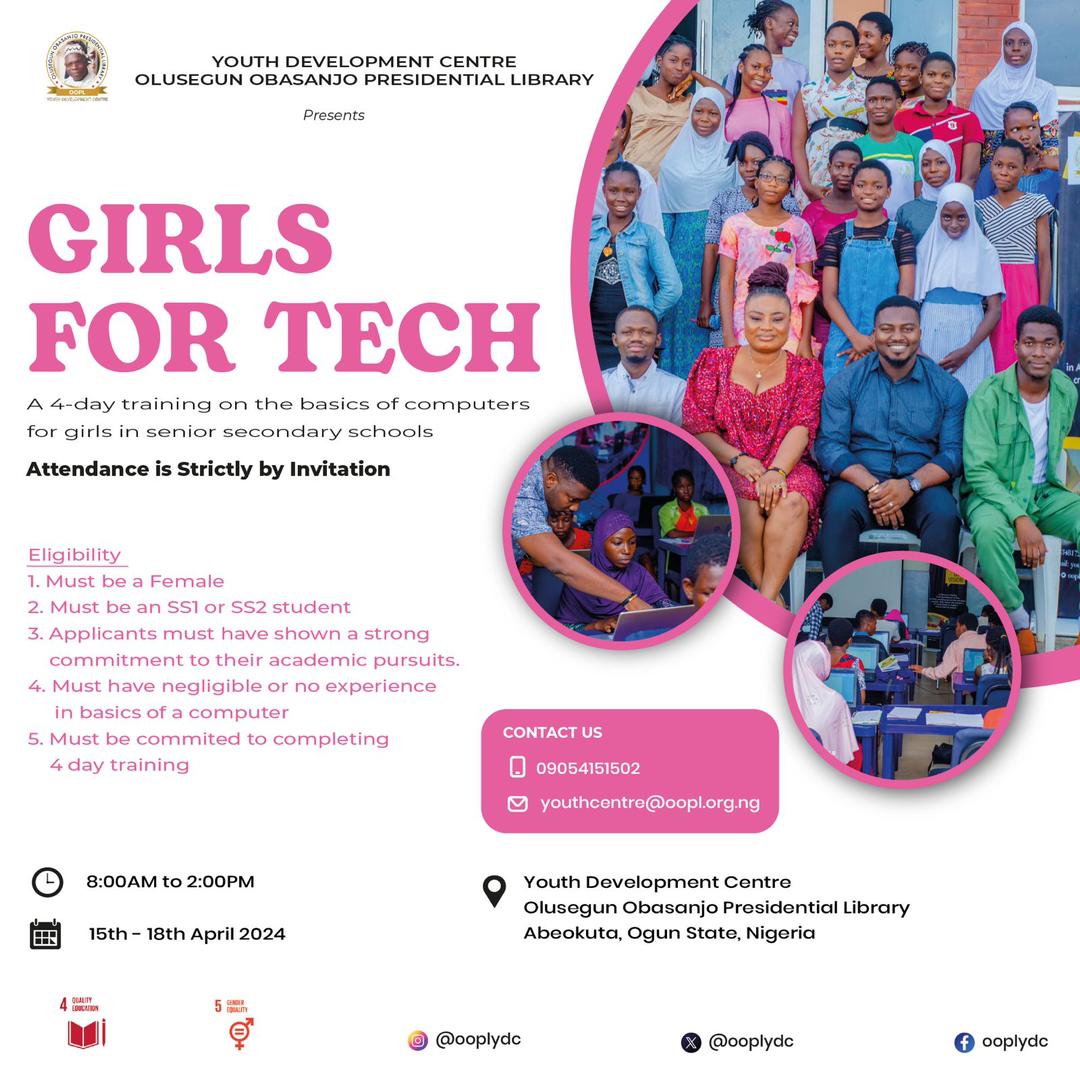 OLUSEGUN OBASANJO PRESIDENTIAL LIBRARY
OOPL
YOUTH DEVELOPMENT CENTRE
YOUTH DEVELOPMENT CENTRE
OLUSEGUN OBASANJO PRESIDENTIAL LIBRARY
Presents
GIRLS
FOR TECH
A 4-day training on the basics of computers
for girls in senior secondary schools
Attendance is Strictly by Invitation
Eligibility
1. Must be a Female
2. Must be an SS1 or SS2 student
3. Applicants must have shown a strong
commitment to their academic pursuits.
4. Must have negligible or no experience
in basics of a computer
5. Must be commited to completing
4 day training
CONTACT US
09054151502
youthcentre@oopl.org.ng
8:00AM to 2:00PM
15th - 18th April 2024
Youth Development Centre
Olusegun Obasanjo Presidential Library
Abeokuta, Ogun State, Nigeria
4 QUALITY
EDUCATION
5 GENDER
EQUALITY
@ooplydc
@ooplydc
ooplydc